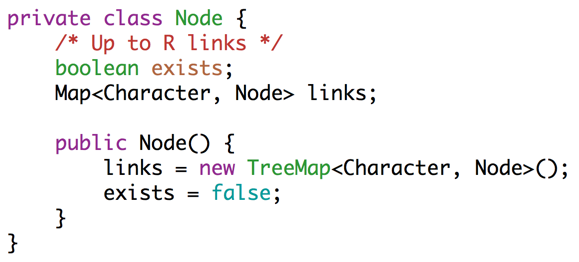 private class Node {
    /* Up to R links */
    boolean exists;
    Map<Character, Node> links;

    public Node() {
        links = new TreeMap<Character, Node>();
        exists = false;
    }
}